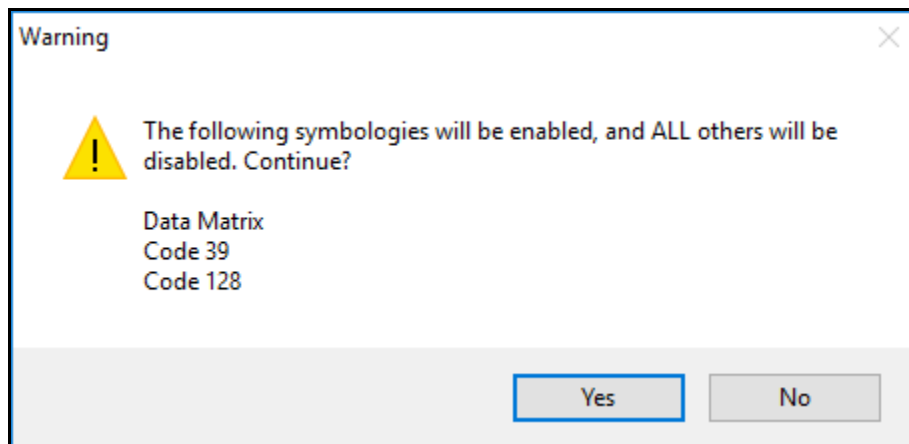 Warning
The following symbologies will be enabled, and ALL others will be
disabled. Continue?
Data Matrix
Code 39
Code 128
Yes
No